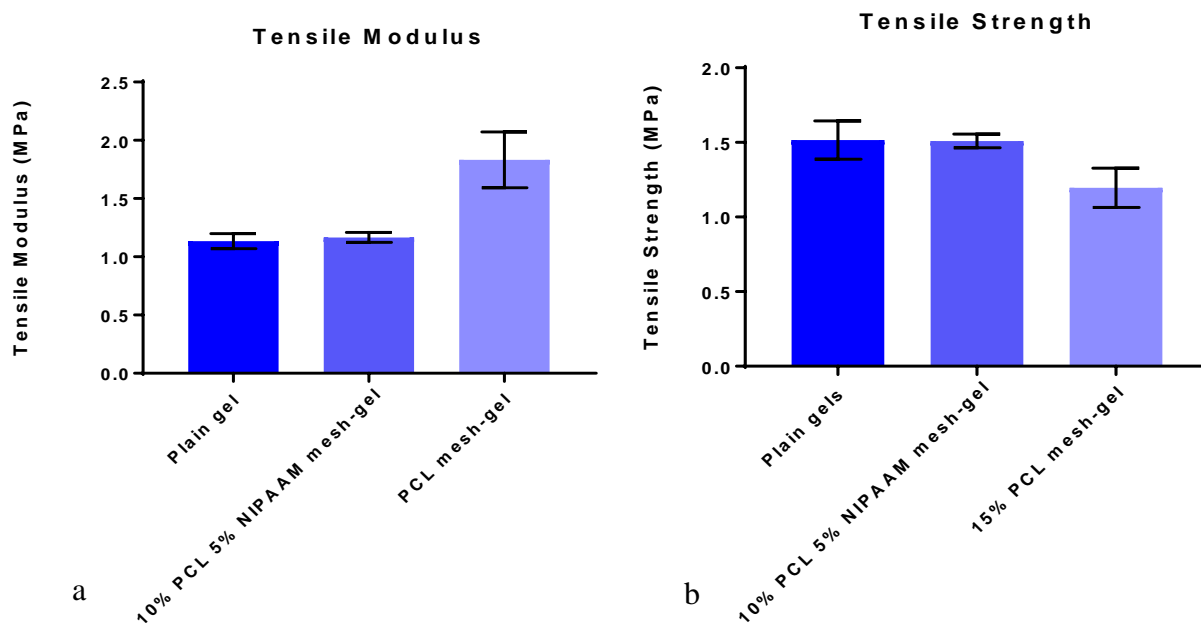 Tensile Modulus
Tensile Modulus (MPa)
2.5
2.0
1.5
1.0
0.5
0.0
Plain gel
10% PCL 5% NIPAAM mesh-gel
PCL mesh-gel
a
Tensile Strength
Tensile Strength (MPa)
2.0
1.5
1.0
0.5
0.0
Plain gels
10% PCL 5% NIPAAM mesh-gel
15% PCL mesh-gel
b